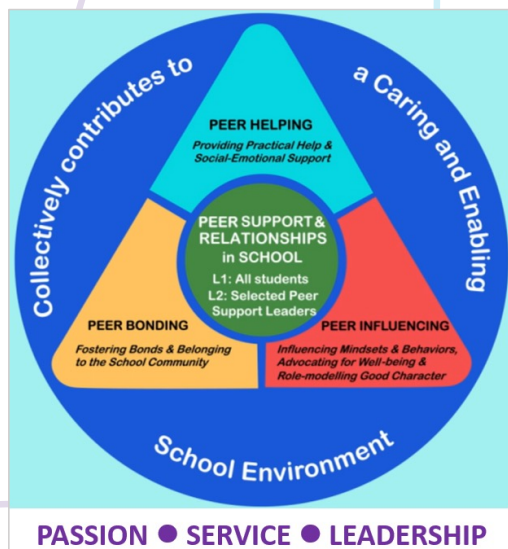 Collectively contributes to
a Caring and Enabling
PEER HELPING
Providing Practical Help &
Social-Emotional Support
PEER SUPPORT &
RELATIONSHIPS
in SCHOOL
L1: All students
L2: Selected Peer
Support Leaders
PEER BONDING
Fostering Bonds & Belonging
to the School Community
PEER INFLUENCING
Influencing Mindsets & Behaviors,
Advocating for Well-being &
Role-modelling Good Character
School Environment
PASSION ● SERVICE ● LEADERSHIP